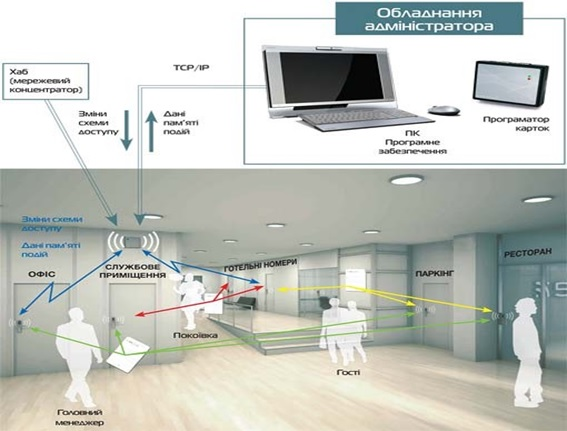 Обладнання
адміністратора
TCP/IP
Хаб
(мережевий
концентратор)
Зміни
схеми
доступу
Дані
пам'яті
подій
ПК
Програмне
забезпечення
Програматор
карток
Зміни схеми
доступу
Дані пам'яті
подій
ОФІС
СЛУЖБОВЕ
ПРИМІЩЕННЯ
ГОТЕЛЬНІ НОМЕРИ
ПАРКІНГ
РЕСТОРАН
Покоївка
Гості
Головний
менеджер